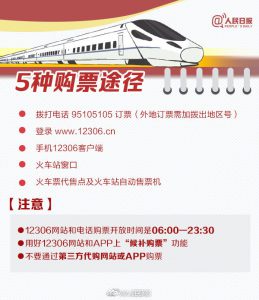 @人民日报
PEOPLE'S DAILY
5种购票途径
拨打电话 95105105 订票（外地订票需加拨出地区号）
登录 www.12306.cn
手机12306客户端
火车站窗口
火车票代售点及火车站自动售票机
【 注意 】
●12306网站和电话购票开放时间是06:00—23:30
●用好12306网站和APP上“候补购票”功能
●不要通过第三方代购网站或APP购票
@人民日报